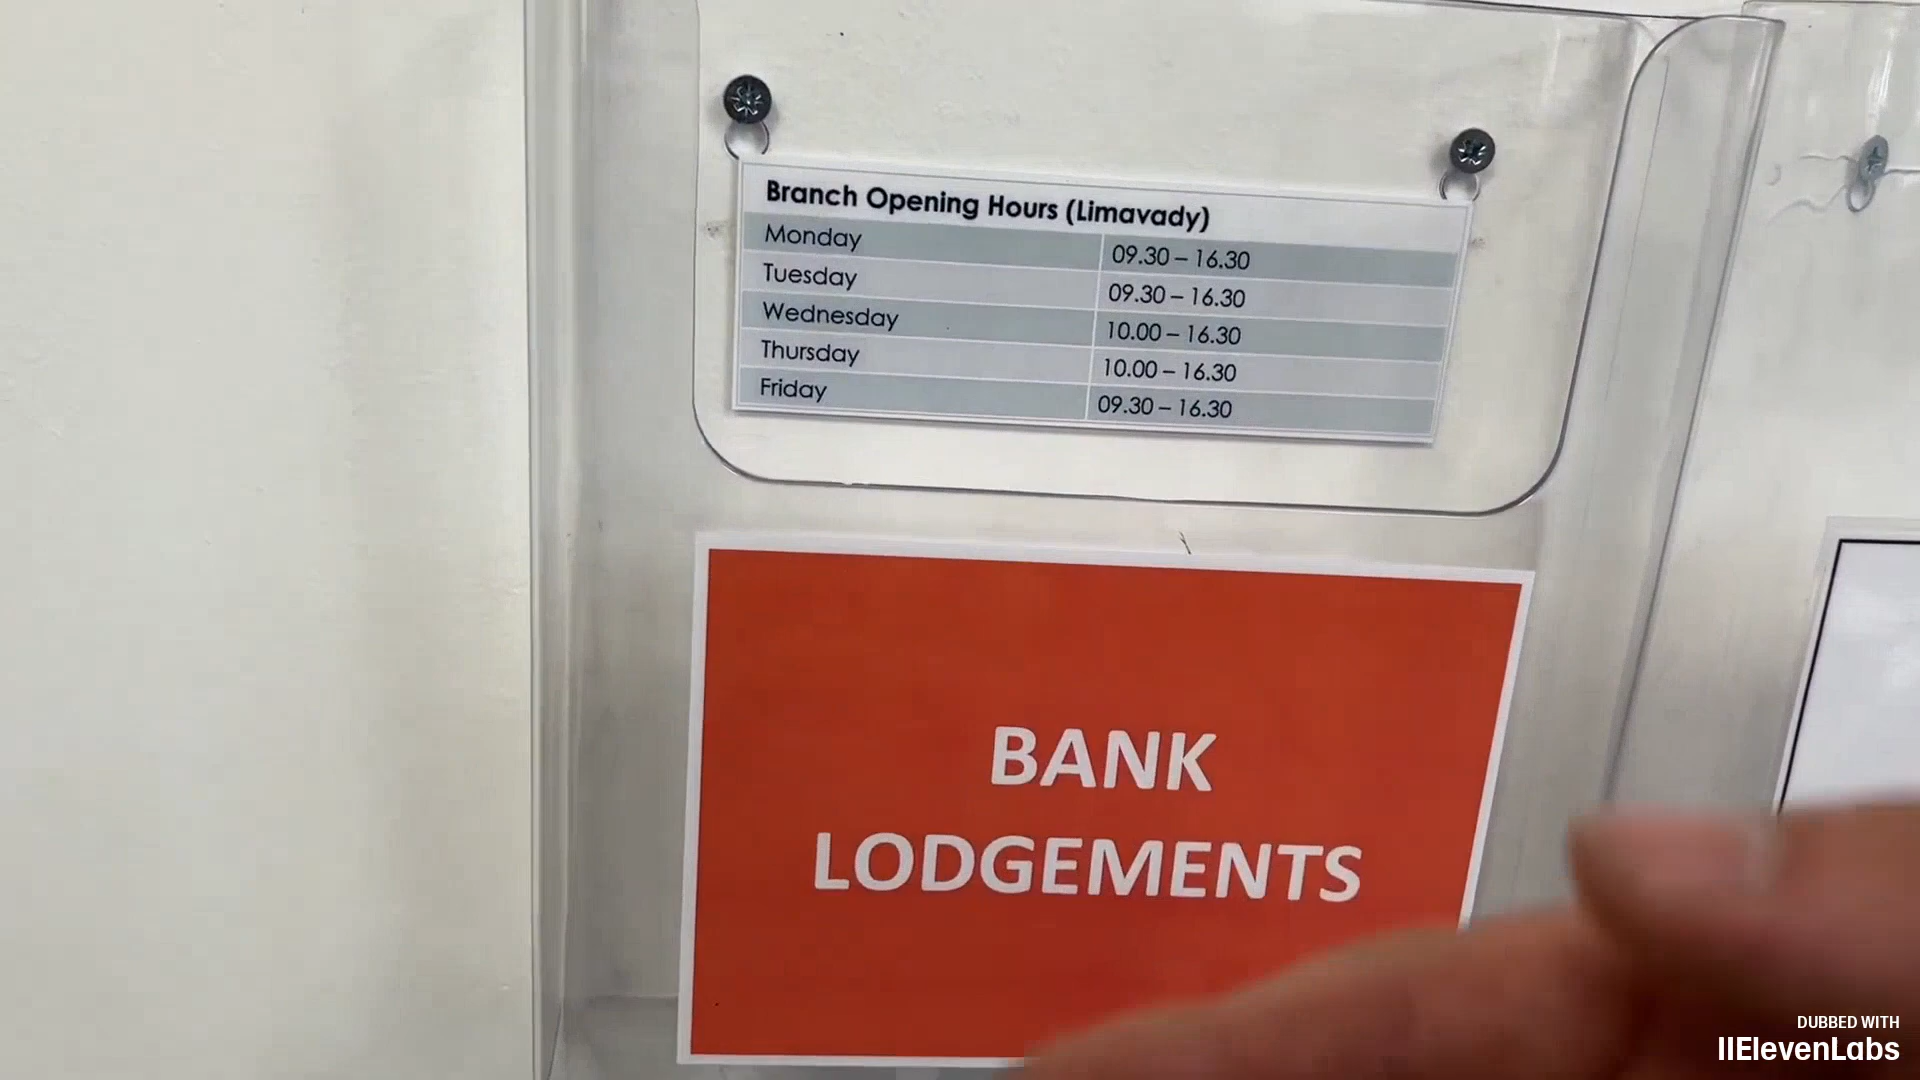 Branch Opening Hours (Limavady)
Monday 09.30 – 16.30
Tuesday 09.30 – 16.30
Wednesday 10.00 – 16.30
Thursday 10.00 – 16.30
Friday 09.30 – 16.30
BANK
LODGEMENTS
DUBBED WITH
IIElevenLabs